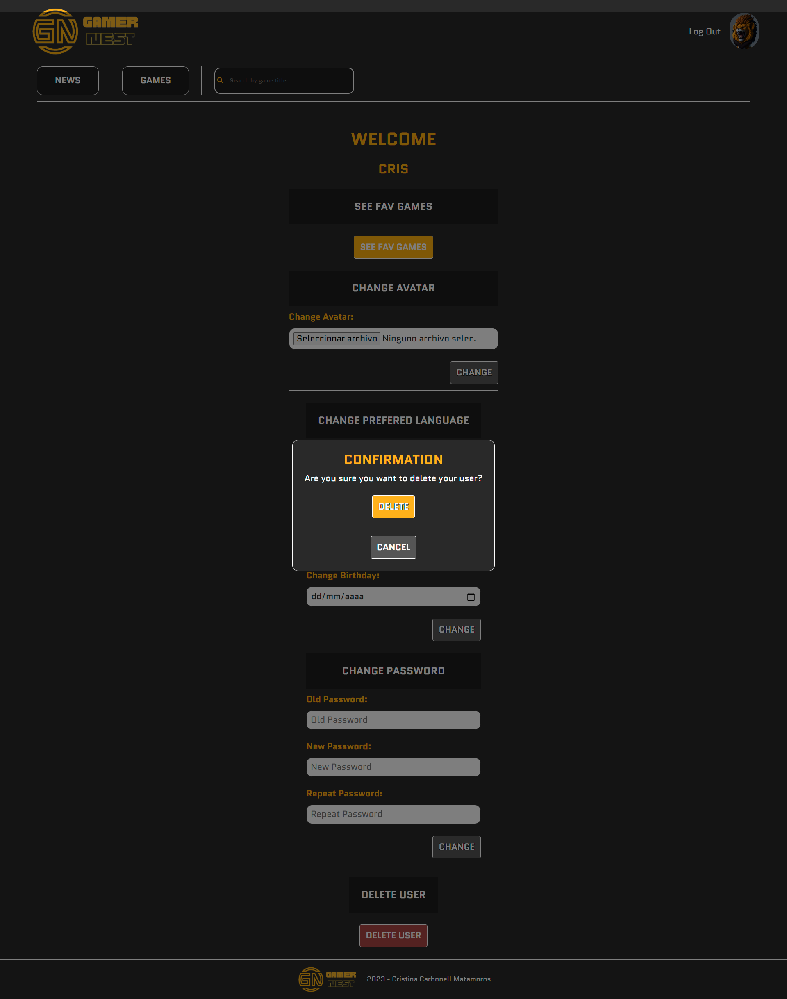 GN GAMER
NEST
Log Out
NEWS
GAMES
Search by game title
WELCOME
CRIS
SEE FAV GAMES
SEE FAV GAMES
CHANGE AVATAR
Change Avatar:
Seleccionar archivo Ninguno archivo selec.
CHANGE
CHANGE PREFERED LANGUAGE
CONFIRMATION
Are you sure you want to delete your user?
DELETE
CANCEL
Change Birthday:
dd/mm/aaaa
CHANGE
CHANGE PASSWORD
Old Password:
Old Password
New Password:
New Password
Repeat Password:
Repeat Password
CHANGE
DELETE USER
DELETE USER
GN GAMER
NEST
2023 - Cristina Carbonell Matamoros